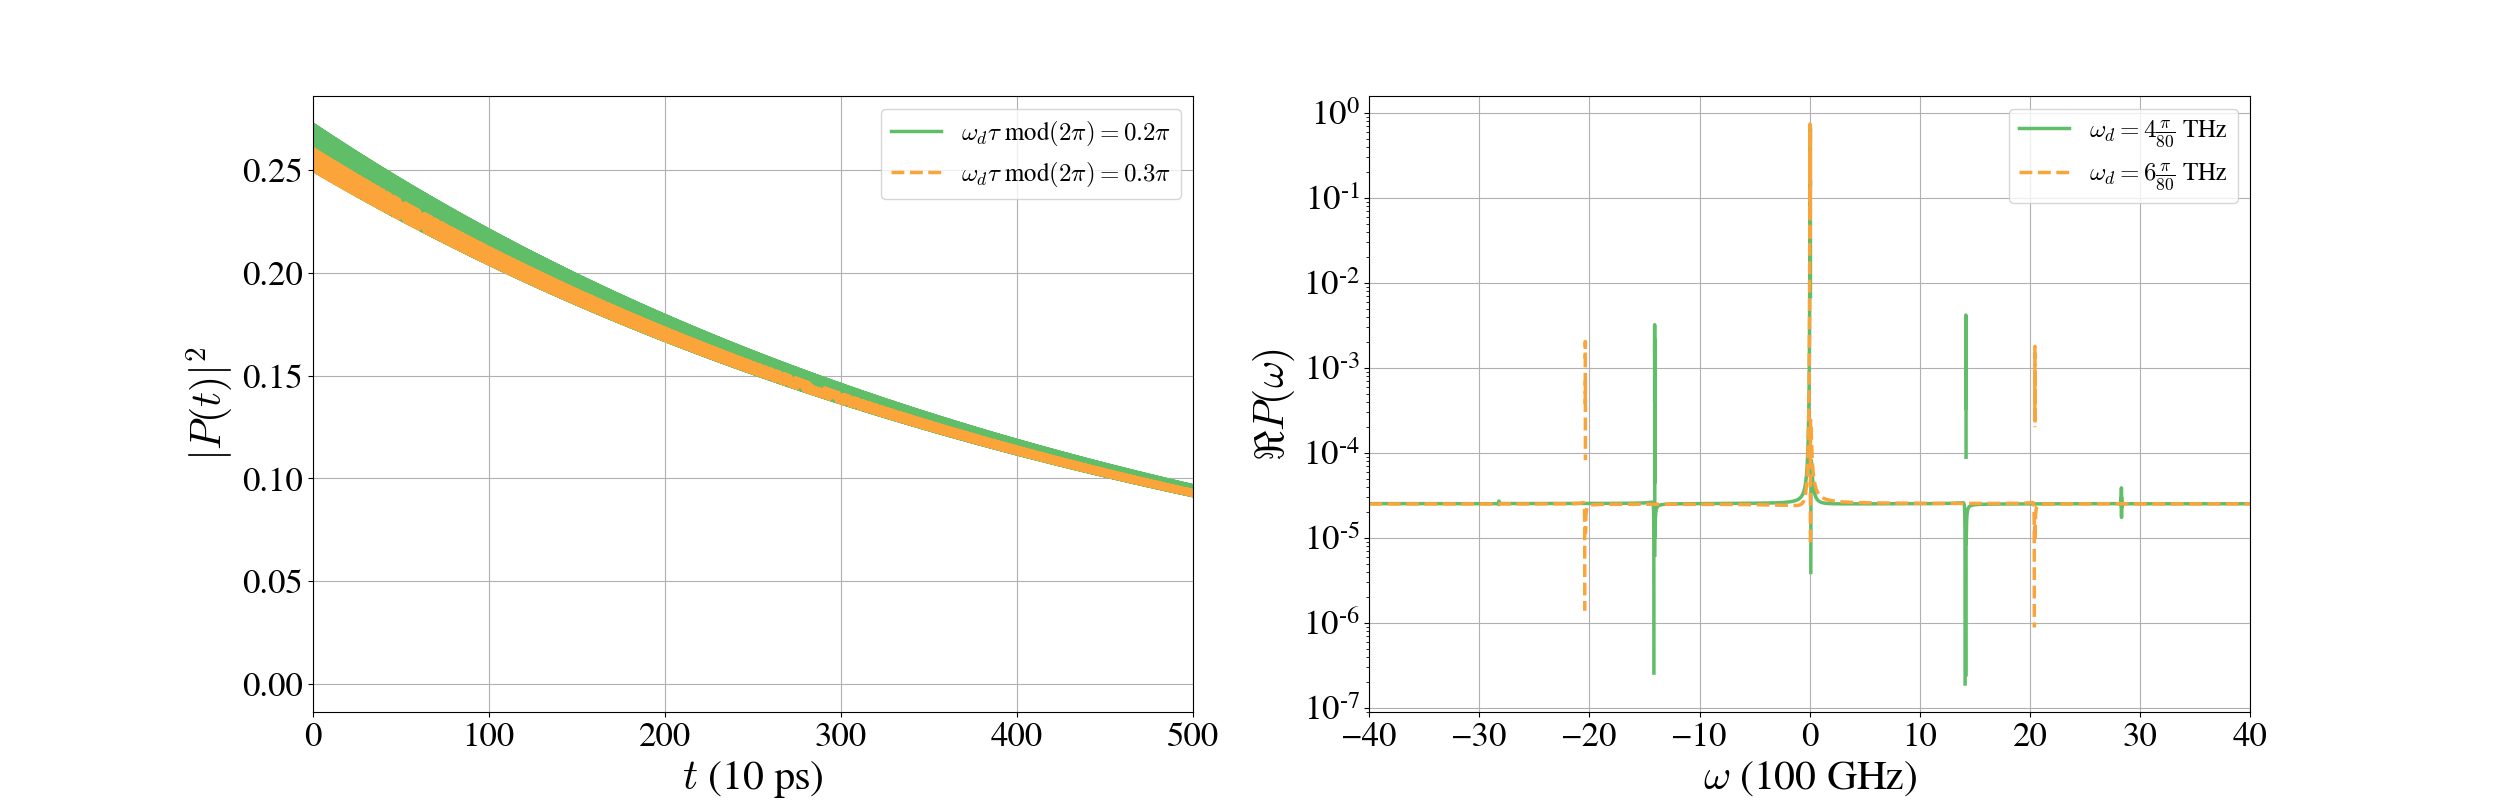 |P(t)|²
0.25
0.20
0.15
0.10
0.05
0.00
0 100 200 300 400 500
t (10 ps)
ω_d τ mod(2π) = 0.2π
ω_d τ mod(2π) = 0.3π
ℜP(ω)
10⁰
10⁻¹
10⁻²
10⁻³
10⁻⁴
10⁻⁵
10⁻⁶
10⁻⁷
−40 −30 −20 −10 0 10 20 30 40
ω (100 GHz)
ω_d = 4 π/80 THz
ω_d = 6 π/80 THz